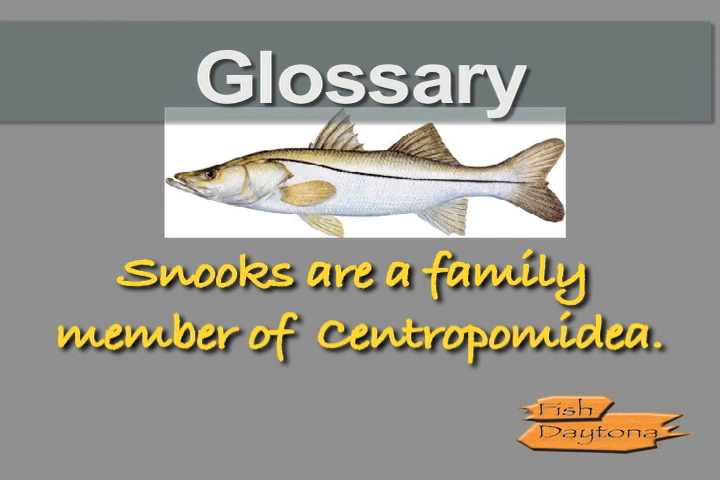 Glossary
Snooks are a family
member of Centropomidea.
Fish
Daytona